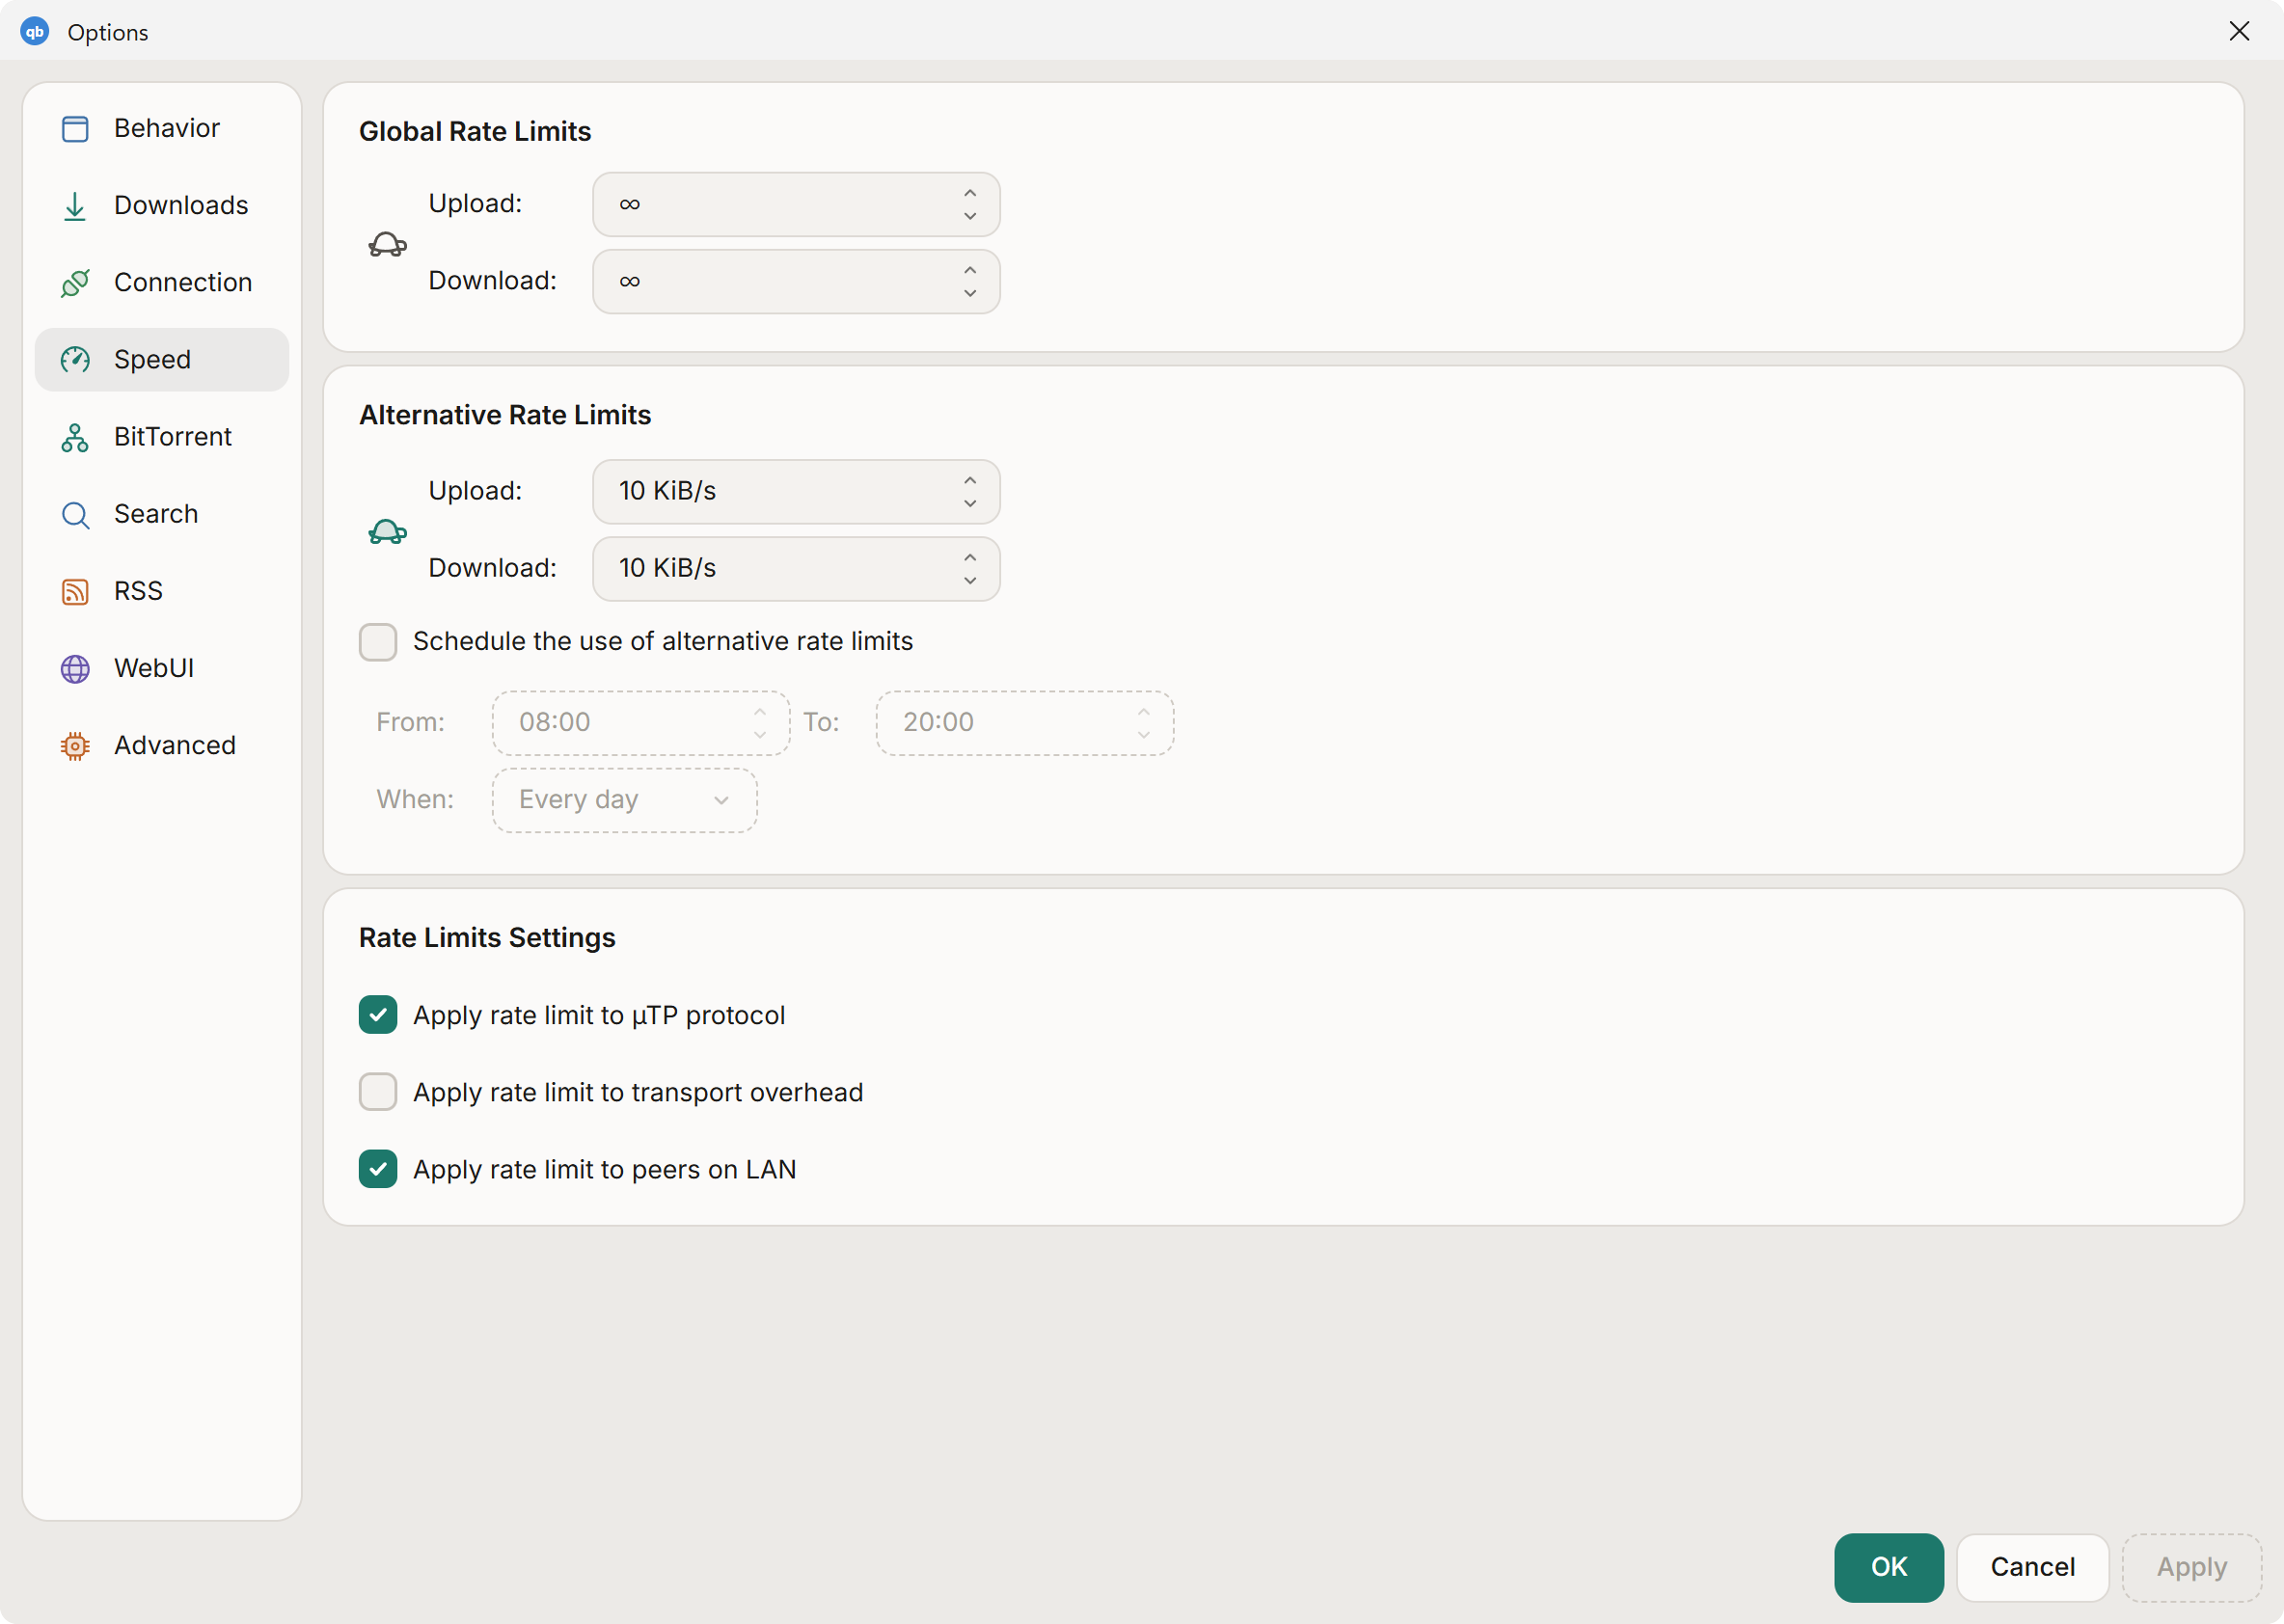 qb Options
Behavior
Downloads
Connection
Speed
BitTorrent
Search
RSS
WebUI
Advanced
Global Rate Limits
Upload: ∞
Download: ∞
Alternative Rate Limits
Upload: 10 KiB/s
Download: 10 KiB/s
Schedule the use of alternative rate limits
From: 08:00 To: 20:00
When: Every day
Rate Limits Settings
Apply rate limit to µTP protocol
Apply rate limit to transport overhead
Apply rate limit to peers on LAN
OK Cancel Apply